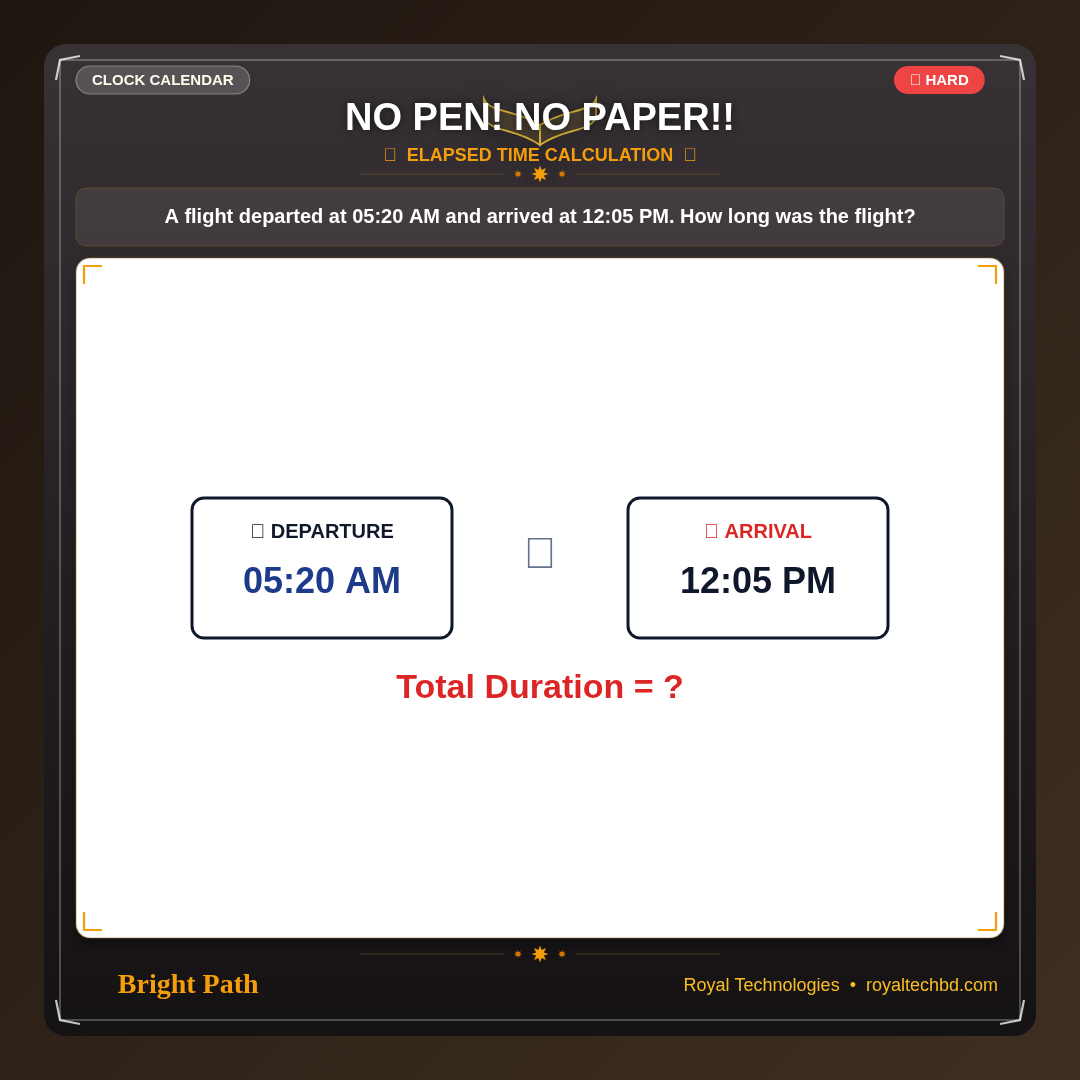 CLOCK CALENDAR
HARD
NO PEN! NO PAPER!!
ELAPSED TIME CALCULATION
A flight departed at 05:20 AM and arrived at 12:05 PM. How long was the flight?
DEPARTURE
05:20 AM
ARRIVAL
12:05 PM
Total Duration = ?
Bright Path
Royal Technologies • royaltechbd.com